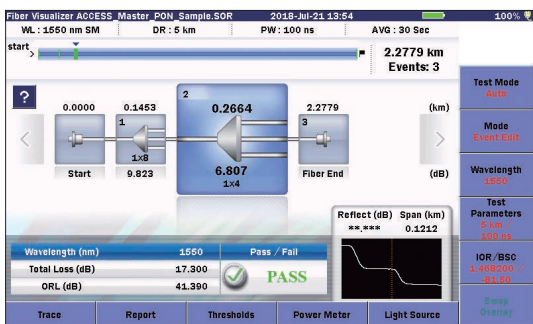 Fiber Visualizer ACCESS_Master_PON_Sample.SOR 2018-Jul-21 13:54 100%
WL : 1550 nm SM DR : 5 km PW : 100 ns AVG : 30 Sec
start
2.2779 km
Events: 3
?
0.0000 0.1453 2 0.2664 2.2779 (km)
1 3
1x8
Start 9.823 6.807 Fiber End (dB)
1x4
Reflect (dB) Span (km)
**.*** 0.1212
Wavelength (nm) 1550 Pass / Fail
Total Loss (dB) 17.300 PASS
ORL (dB) 41.390
Trace Report Thresholds Power Meter Light Source
Test Mode
Auto
Mode
Event Edit
Wavelength
1550
Test
Parameters
5 km /
100 ns
IOR/BSC
1.468200 /
-81.50
Swap
Overlay